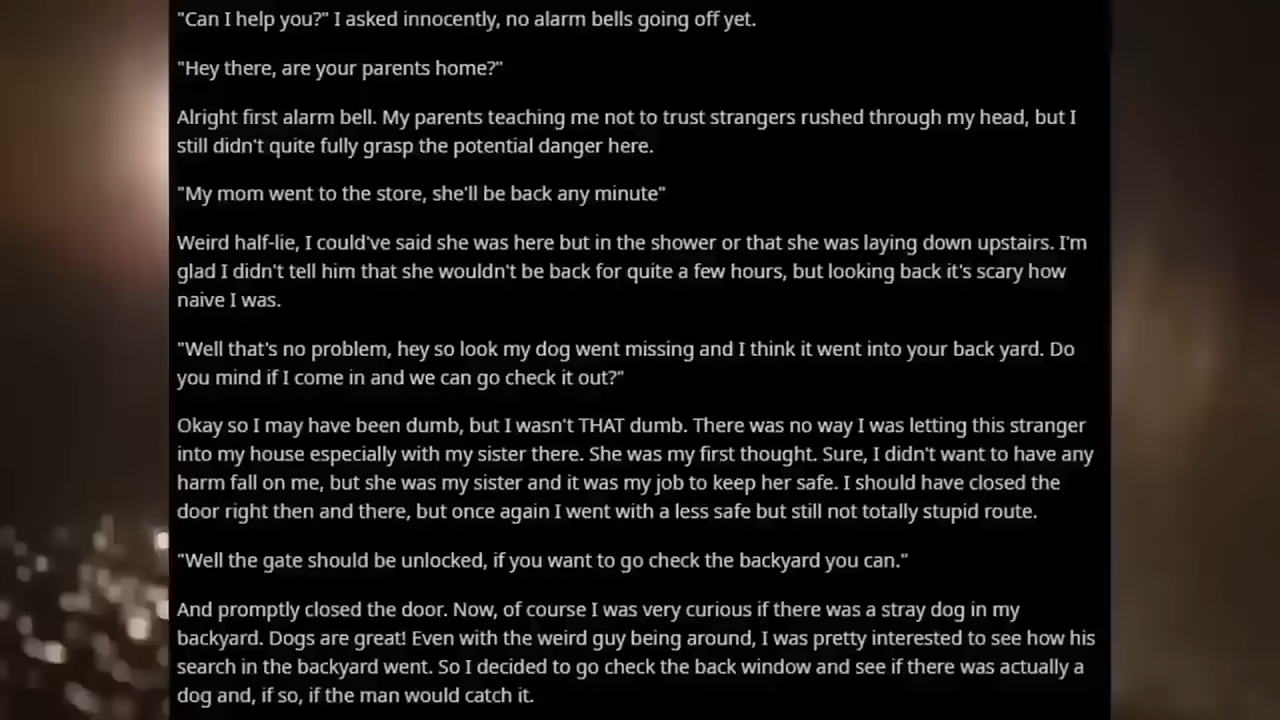 "Can I help you?" I asked innocently, no alarm bells going off yet.
"Hey there, are your parents home?"
Alright first alarm bell. My parents teaching me not to trust strangers rushed through my head, but I
still didn't quite fully grasp the potential danger here.
"My mom went to the store, she'll be back any minute"
Weird half-lie, I could've said she was here but in the shower or that she was laying down upstairs. I'm
glad I didn't tell him that she wouldn't be back for quite a few hours, but looking back it's scary how
naive I was.
"Well that's no problem, hey so look my dog went missing and I think it went into your back yard. Do
you mind if I come in and we can go check it out?"
Okay so I may have been dumb, but I wasn't THAT dumb. There was no way I was letting this stranger
into my house especially with my sister there. She was my first thought. Sure, I didn't want to have any
harm fall on me, but she was my sister and it was my job to keep her safe. I should have closed the
door right then and there, but once again I went with a less safe but still not totally stupid route.
"Well the gate should be unlocked, if you want to go check the backyard you can."
And promptly closed the door. Now, of course I was very curious if there was a stray dog in my
backyard. Dogs are great! Even with the weird guy being around, I was pretty interested to see how his
search in the backyard went. So I decided to go check the back window and see if there was actually a
dog and, if so, if the man would catch it.